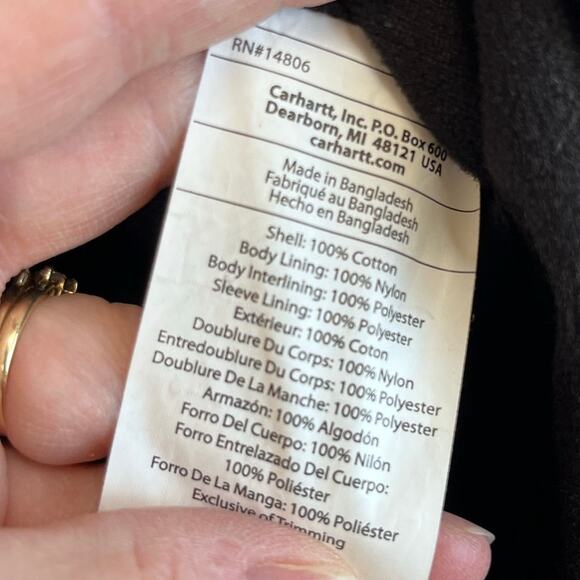 RN#14806
Carhartt, Inc. P.O. Box 600
Dearborn, MI 48121 USA
carhartt.com
Made in Bangladesh
Fabriqué au Bangladesh
Hecho en Bangladesh
Shell: 100% Cotton
Body Lining: 100% Nylon
Body Interlining: 100% Polyester
Sleeve Lining: 100% Polyester
Extérieur: 100% Coton
Doublure Du Corps: 100% Nylon
Entredoublure Du Corps: 100% Polyester
Doublure De La Manche: 100% Polyester
Armazón: 100% Algodón
Forro Del Cuerpo: 100% Nilón
Forro Entrelazado Del Cuerpo:
100% Poliéster
Forro De La Manga: 100% Poliéster
Exclusive of Trimming